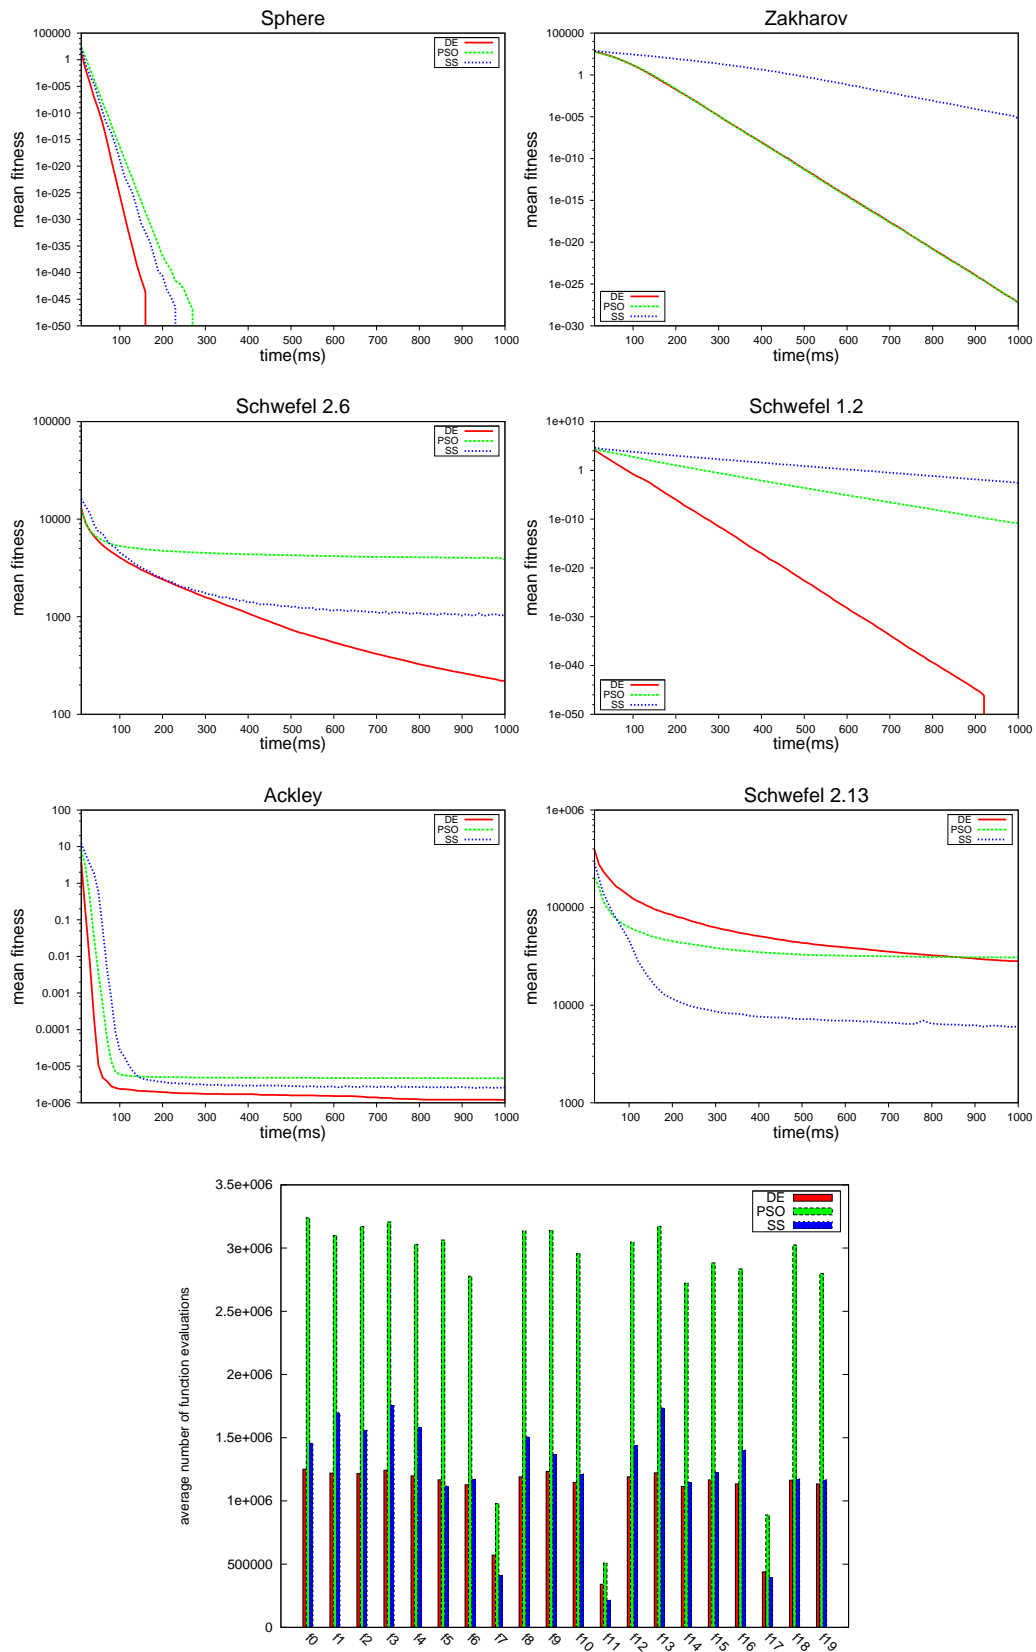 Sphere
100000
1
1e-005
1e-010
1e-015
1e-020
1e-025
1e-030
1e-035
1e-040
1e-045
1e-050
mean fitness
100 200 300 400 500 600 700 800 900 1000
time(ms)
DE
PSO
SS
Zakharov
100000
1
1e-005
1e-010
1e-015
1e-020
1e-025
1e-030
mean fitness
100 200 300 400 500 600 700 800 900 1000
time(ms)
DE
PSO
SS
Schwefel 2.6
100000
10000
1000
100
mean fitness
100 200 300 400 500 600 700 800 900 1000
time(ms)
DE
PSO
SS
Schwefel 1.2
1e+010
1
1e-010
1e-020
1e-030
1e-040
1e-050
mean fitness
100 200 300 400 500 600 700 800 900 1000
time(ms)
DE
PSO
SS
Ackley
100
10
1
0.1
0.01
0.001
0.0001
1e-005
1e-006
mean fitness
100 200 300 400 500 600 700 800 900 1000
time(ms)
DE
PSO
SS
Schwefel 2.13
1e+006
100000
10000
1000
mean fitness
100 200 300 400 500 600 700 800 900 1000
time(ms)
DE
PSO
SS
3.5e+006
3e+006
2.5e+006
2e+006
1.5e+006
1e+006
500000
0
average number of function evaluations
DE
PSO
SS
f0 f1 f2 f3 f4 f5 f6 f7 f8 f9 f10 f11 f12 f13 f14 f15 f16 f17 f18 f19